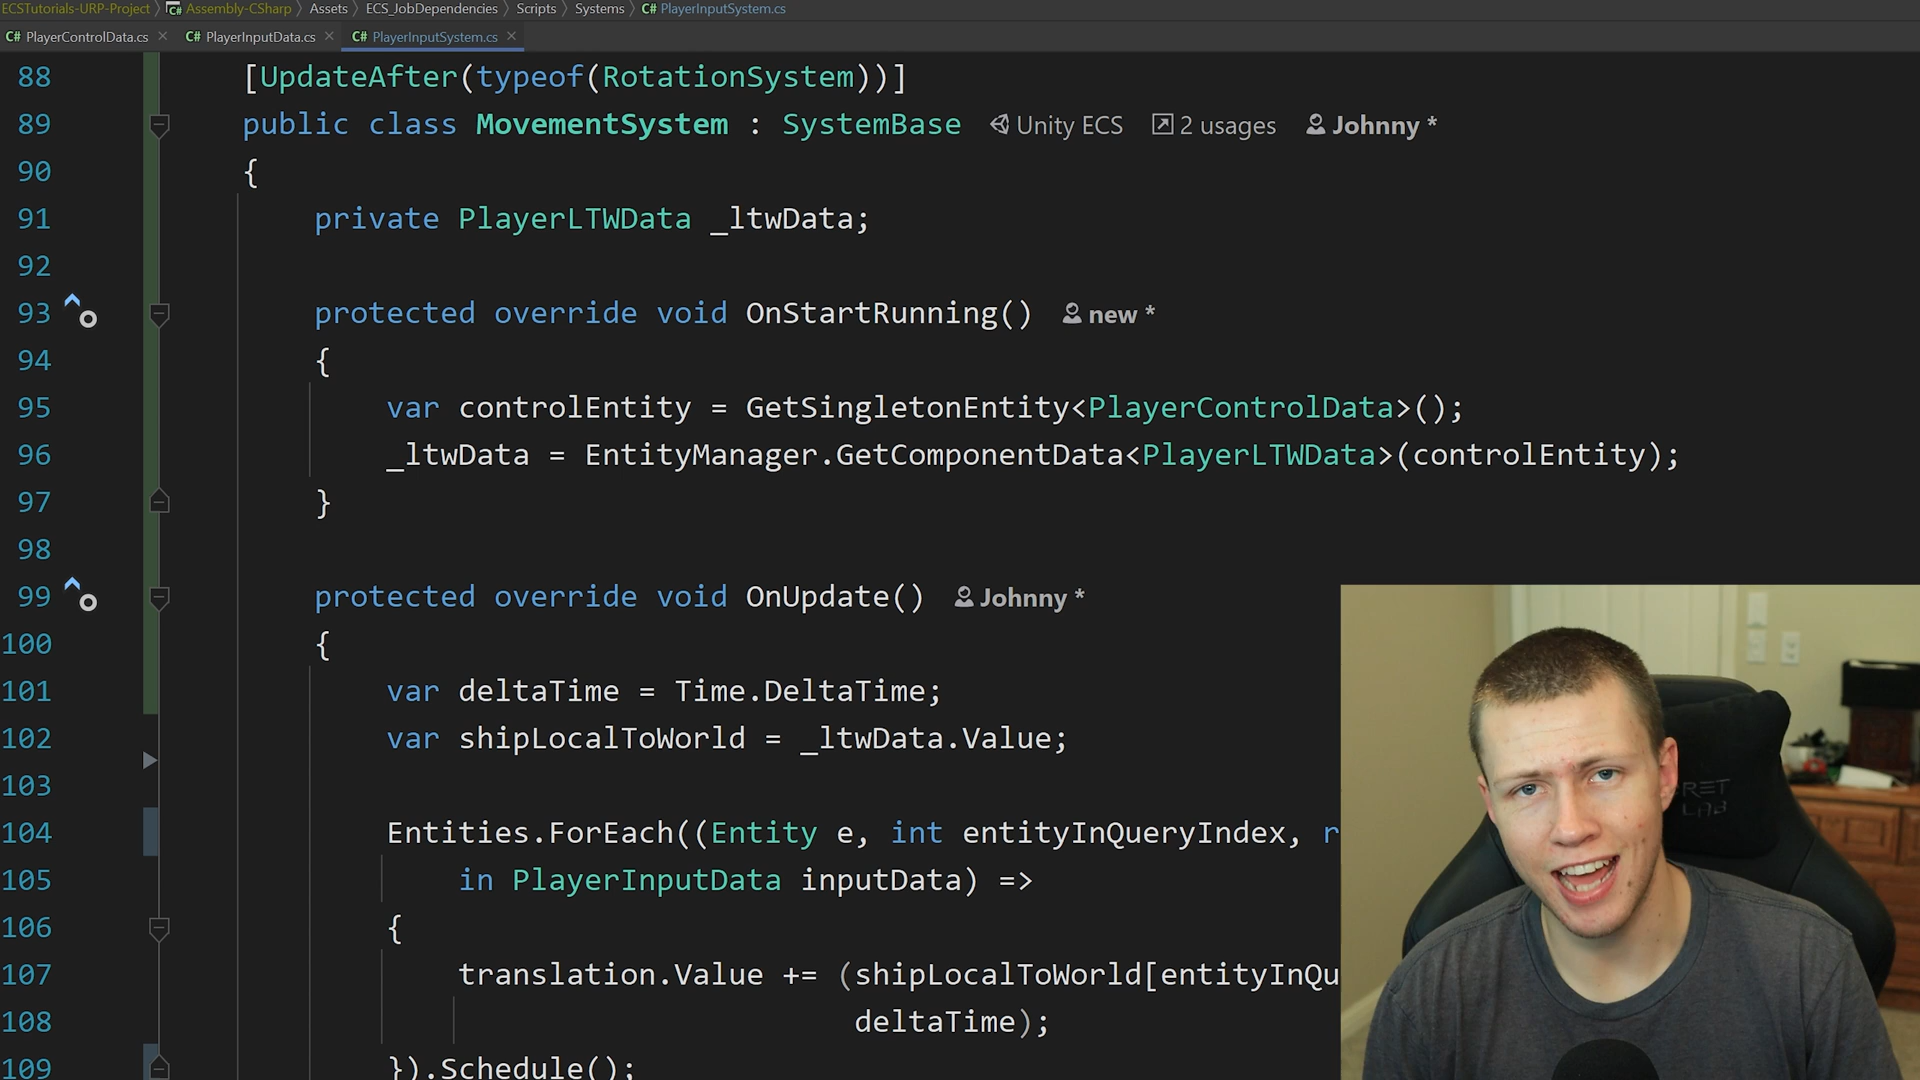 ECSTutorials-URP-Project > Assembly-CSharp > Assets > ECS_JobDependencies > Scripts > Systems > C# PlayerInputSystem.cs
C# PlayerControlData.cs × C# PlayerInputData.cs × C# PlayerInputSystem.cs ×
88 [UpdateAfter(typeof(RotationSystem))]
89 public class MovementSystem : SystemBase Unity ECS 2 usages Johnny *
90 {
91 private PlayerLTWData _ltwData;
92
93 protected override void OnStartRunning() new *
94 {
95 var controlEntity = GetSingletonEntity<PlayerControlData>();
96 _ltwData = EntityManager.GetComponentData<PlayerLTWData>(controlEntity);
97 }
98
99 protected override void OnUpdate() Johnny *
100 {
101 var deltaTime = Time.DeltaTime;
102 var shipLocalToWorld = _ltwData.Value;
103
104 Entities.ForEach((Entity e, int entityInQueryIndex, r
105 in PlayerInputData inputData) =>
106 {
107 translation.Value += (shipLocalToWorld[entityInQu
108 deltaTime);
109 }).Schedule();